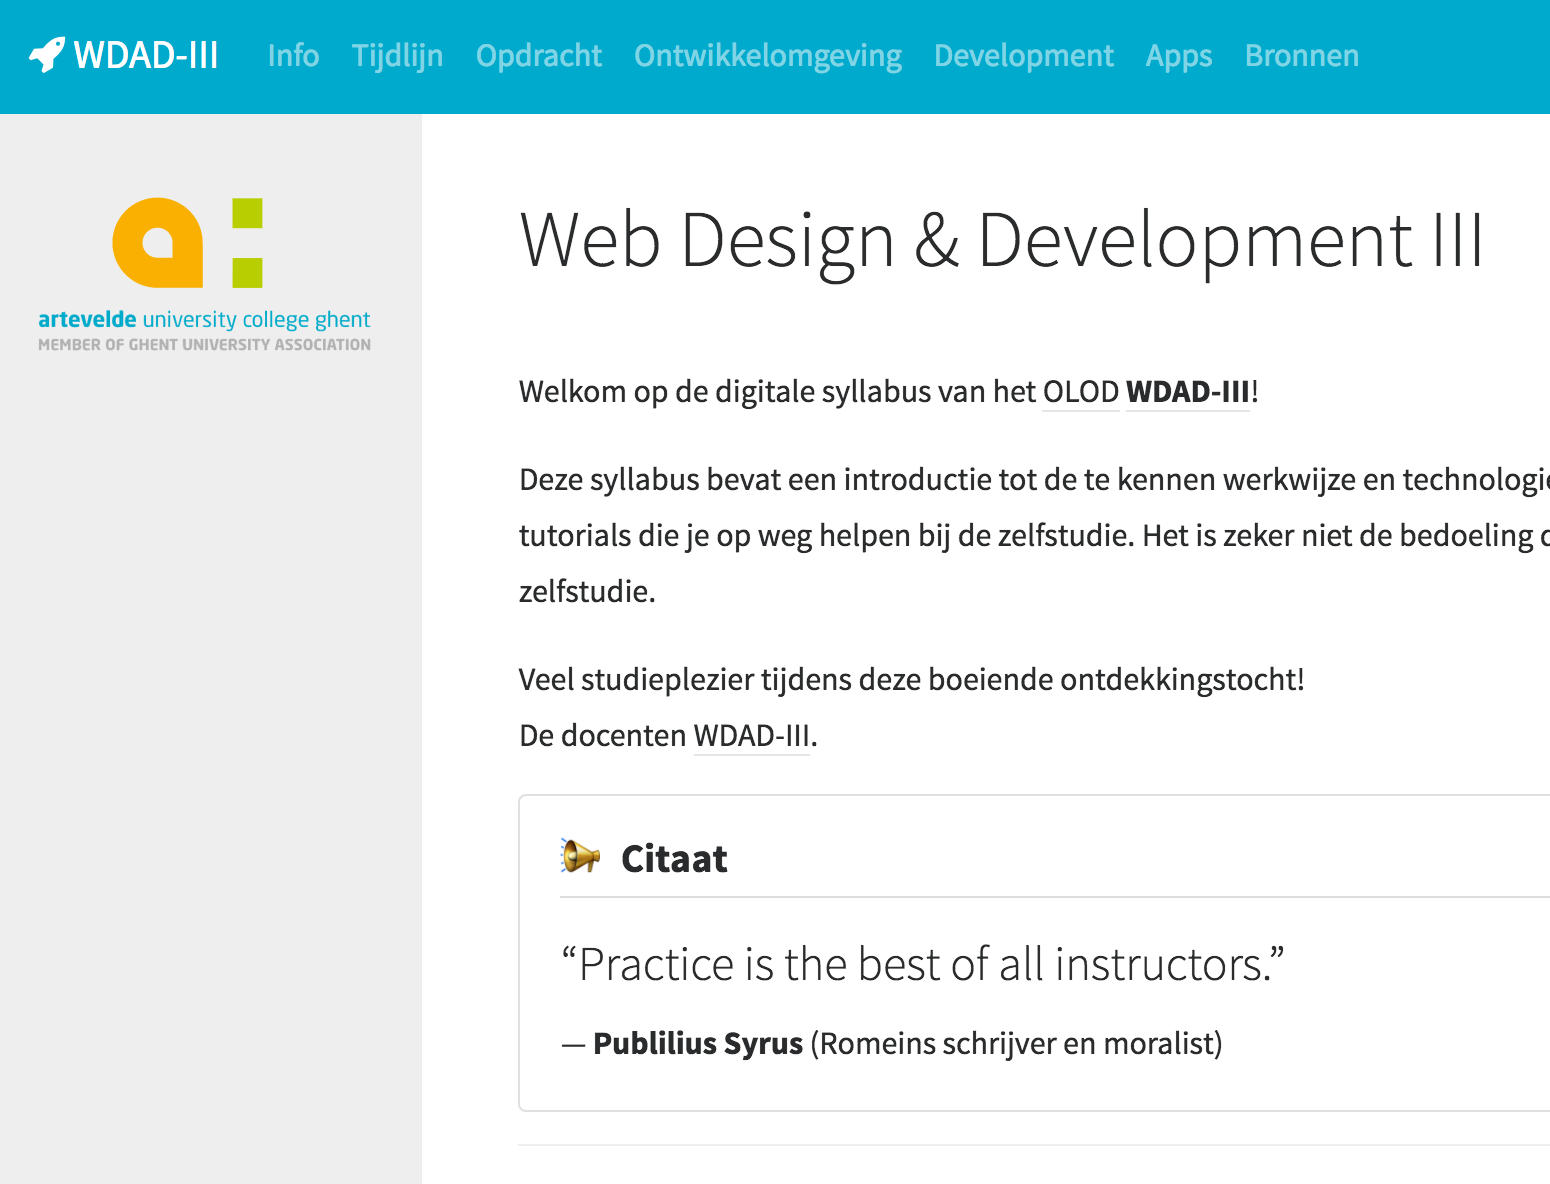 WDAD-III Info Tijdlijn Opdracht Ontwikkelomgeving Development Apps Bronnen
a:
artevelde university college ghent
MEMBER OF GHENT UNIVERSITY ASSOCIATION
Web Design & Development III
Welkom op de digitale syllabus van het OLOD WDAD-III!
Deze syllabus bevat een introductie tot de te kennen werkwijze en
tutorials die je op weg helpen bij de zelfstudie. Het is zeker niet de bedoeling
zelfstudie.
Veel studieplezier tijdens deze boeiende ontdekkingstocht!
De docenten WDAD-III.
Citaat
“Practice is the best of all instructors.”
— Publilius Syrus (Romeins schrijver en moralist)